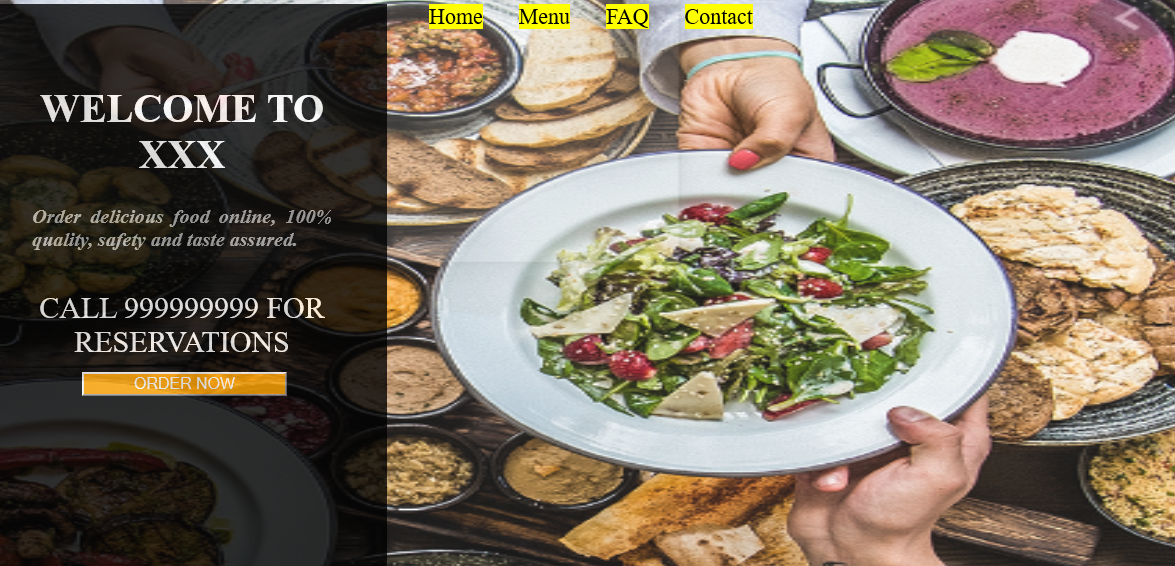 Home Menu FAQ Contact
WELCOME TO
XXX
Order delicious food online, 100%
quality, safety and taste assured.
CALL 999999999 FOR
RESERVATIONS
ORDER NOW